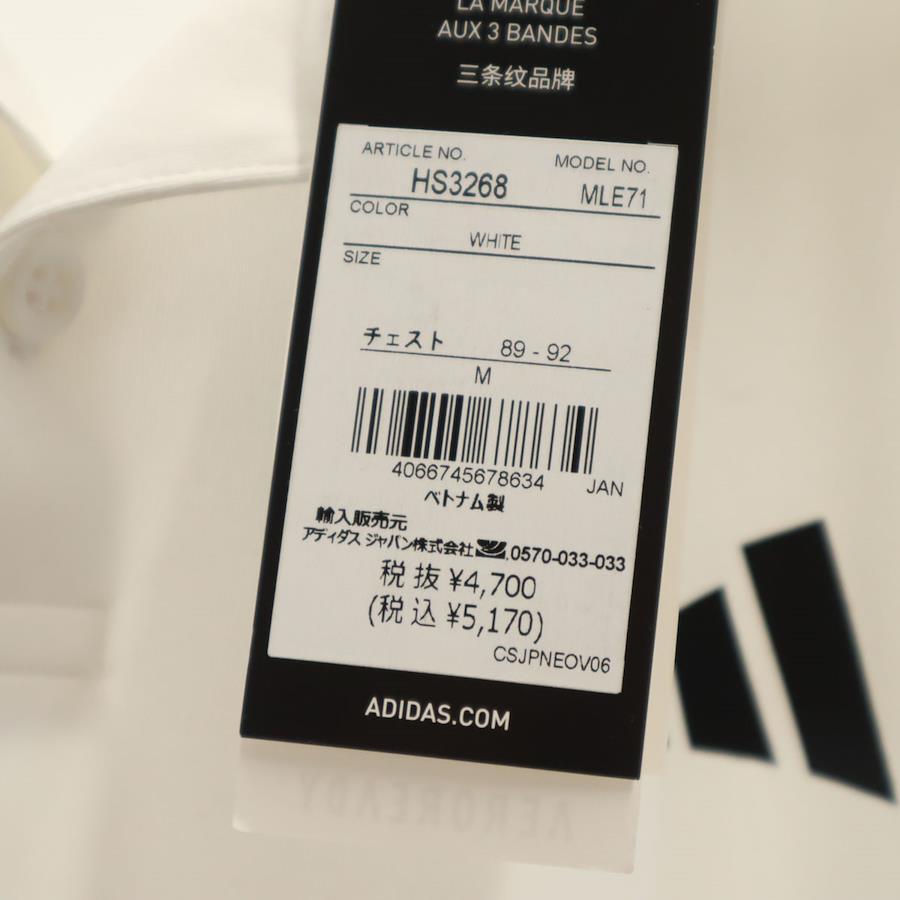 LA MARQUE
AUX 3 BANDES
三条纹品牌
ARTICLE NO.
MODEL NO.
HS3268
MLE71
COLOR
WHITE
SIZE
チェスト 89 - 92
M
4066745678634 JAN
ベトナム製
輸入販売元
アディダス ジャパン株式会社 0570-033-033
税抜 ¥4,700
(税込 ¥5,170)
CSJPNEOV06
ADIDAS.COM
AEROREADY